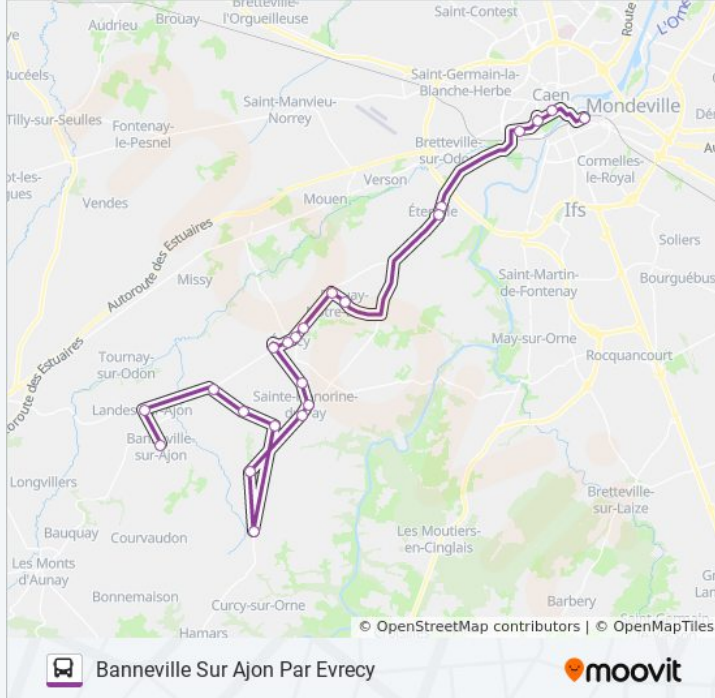 Bretteville-
l'Orgueilleuse
Audrieu
Brouay
Saint-Contest
Route
L'Orne
Saint-Germain-la-
Blanche-Herbe
Caen
Mondeville
Saint-Manvieu-
Norrey
Tilly-sur-Seulles
Fontenay-
le-Pesnel
Bretteville-
sur-Odon
Cormelles-
le-Royal
Verson
Mouen
Vendes
Ifs
Soliers
Autoroute des Estuaires
Missy
Saint-Martin-
de-Fontenay
Bourguébus
May-sur-Orne
Rocquancourt
Tournay-
sur-Odon
Autoroute des Estuaires
Sainte-Honorine-
du-Fay
Landes-sur-Ajon
Banneville-
sur-Ajon
Longvillers
Bretteville-
sur-Laize
Bauquay
Courvaudon
Les Moutiers-
en-Cinglais
Les Monts
d'Aunay
Bonnemaison
Curcy-sur-Orne
Barbery
Hamars
© OpenStreetMap contributors | © OpenMapTiles
Banneville Sur Ajon Par Evrecy
moovit